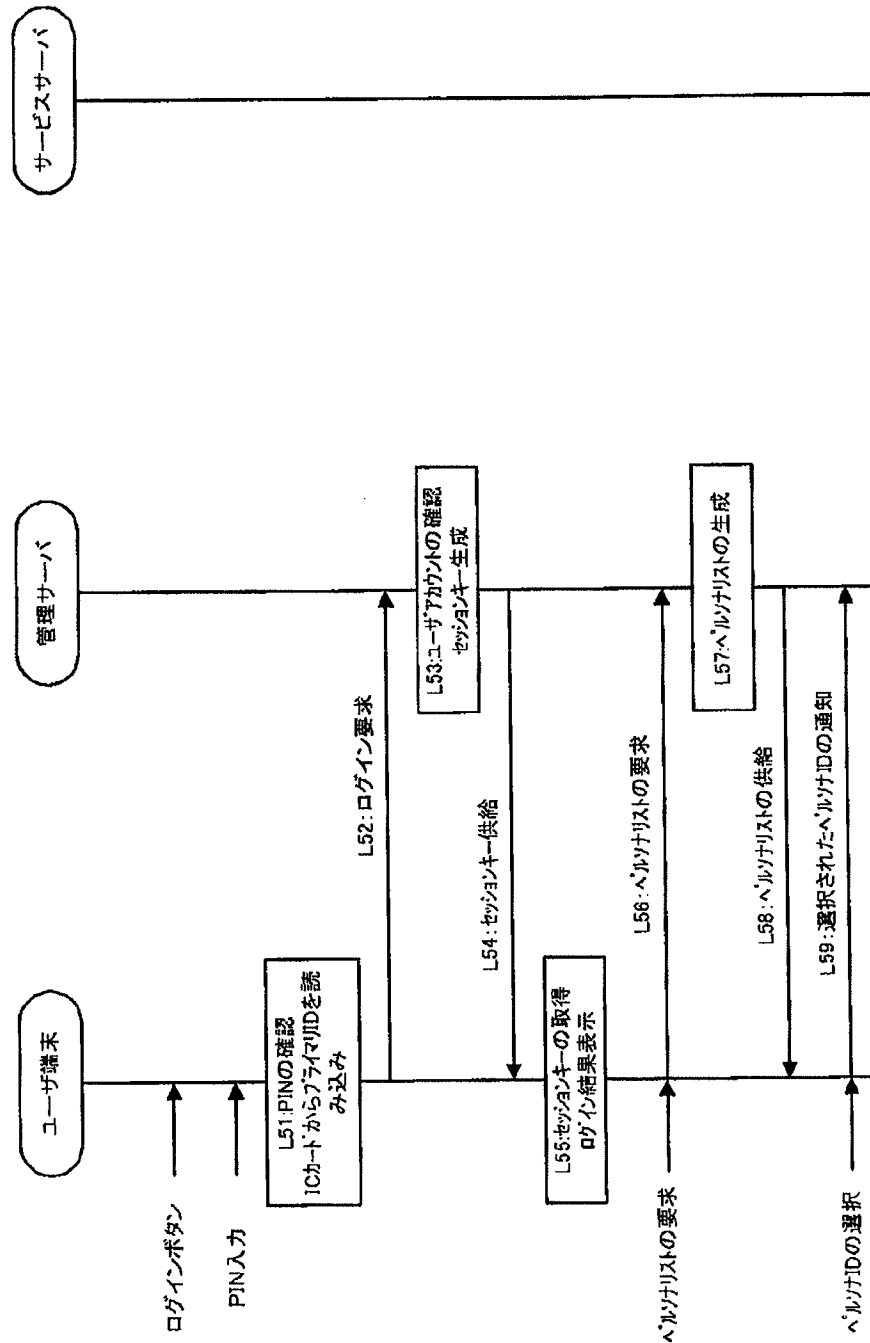 ユーザ端末
管理サーバ
サービスサーバ
ログインボタン
PIN入力
L51:PINの確認
ICカードからプライマリIDを読
み込み
L52:ログイン要求
L53:ユーザアカウントの確認
セッションキー生成
L54:セッションキー供給
L55:セッションキーの取得
ログイン結果表示
ペルソナリストの要求
L56:ペルソナリストの要求
L57:ペルソナリストの生成
L58:ペルソナリストの供給
ペルソナIDの選択
L59:選択されたペルソナIDの通知